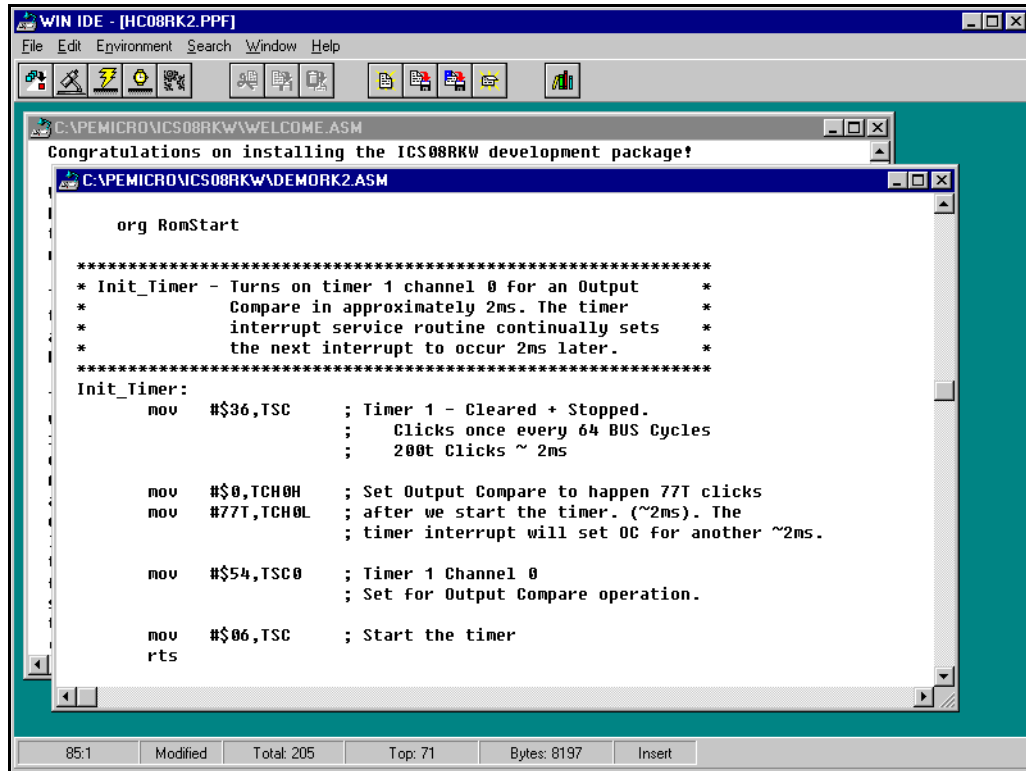 WIN IDE - [HC08RK2.PPF]
File Edit Environment Search Window Help
C:\PEMICRO\ICS08RKW\WELCOME.ASM
Congratulations on installing the ICS08RKW development package!
C:\PEMICRO\ICS08RKW\DEMORK2.ASM
org RomStart
**************************************************************
* Init_Timer - Turns on timer 1 channel 0 for an Output      *
*              Compare in approximately 2ms. The timer       *
*              interrupt service routine continually sets    *
*              the next interrupt to occur 2ms later.        *
**************************************************************
Init_Timer:
mov #$36,TSC ; Timer 1 - Cleared + Stopped.
; Clicks once every 64 BUS Cycles
; 200t Clicks ~ 2ms
mov #$0,TCH0H ; Set Output Compare to happen 77T clicks
mov #77T,TCH0L ; after we start the timer. (~2ms). The
; timer interrupt will set OC for another ~2ms.
mov #$54,TSC0 ; Timer 1 Channel 0
; Set for Output Compare operation.
mov #$06,TSC ; Start the timer
rts
85:1 Modified Total: 205 Top: 71 Bytes: 8197 Insert